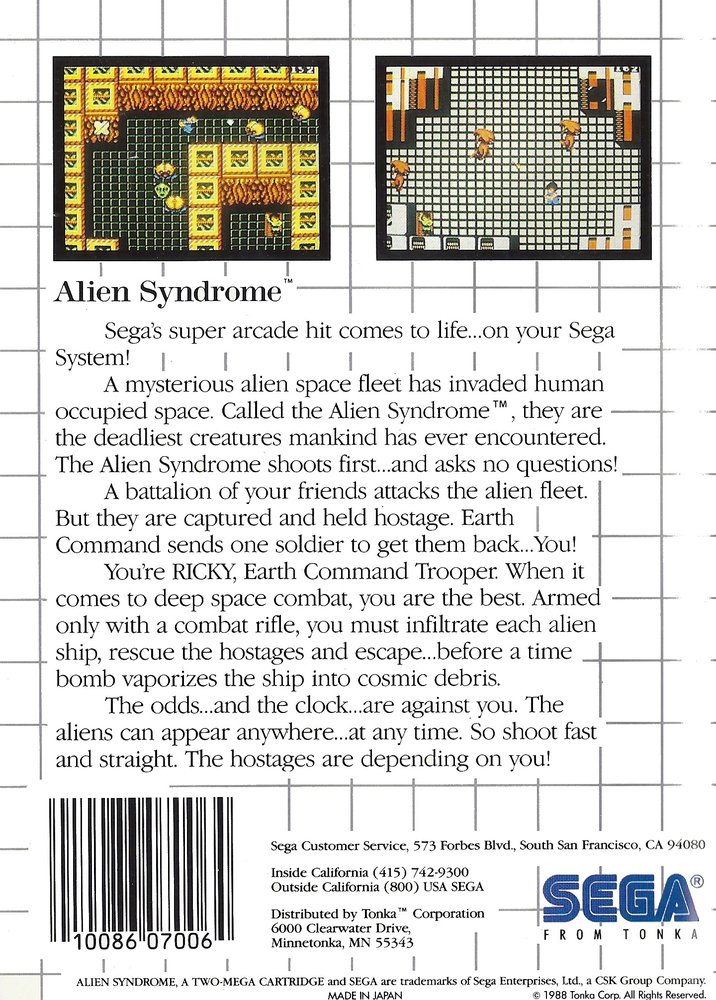 Alien Syndrome™
Sega's super arcade hit comes to life...on your Sega
System!
A mysterious alien space fleet has invaded human
occupied space. Called the Alien Syndrome™, they are
the deadliest creatures mankind has ever encountered.
The Alien Syndrome shoots first...and asks no questions!
A battalion of your friends attacks the alien fleet.
But they are captured and held hostage. Earth
Command sends one soldier to get them back...You!
You're RICKY, Earth Command Trooper. When it
comes to deep space combat, you are the best. Armed
only with a combat rifle, you must infiltrate each alien
ship, rescue the hostages and escape...before a time
bomb vaporizes the ship into cosmic debris.
The odds...and the clock...are against you. The
aliens can appear anywhere...at any time. So shoot fast
and straight. The hostages are depending on you!
Sega Customer Service, 573 Forbes Blvd., South San Francisco, CA 94080
Inside California (415) 742-9300
Outside California (800) USA SEGA
Distributed by Tonka™ Corporation
6000 Clearwater Drive,
Minnetonka, MN 55343
SEGA®
FROM TONKA
10086 07006
ALIEN SYNDROME, A TWO-MEGA CARTRIDGE and SEGA are trademarks of Sega Enterprises, Ltd., a CSK Group Company.
MADE IN JAPAN
© 1988 Tonka Corp. All Rights Reserved.